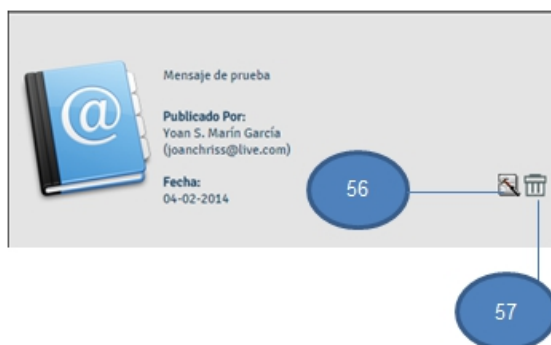 @
Mensaje de prueba
Publicado Por:
Yoan S. Marín García
(joanchriss@live.com)
Fecha:
04-02-2014
56
57